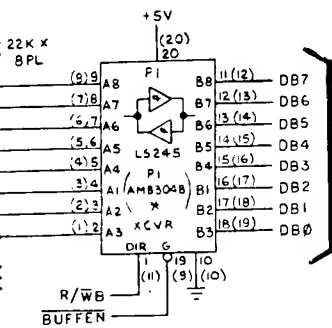 +5V
22K X
8PL
(20)
20
P1
(8) 9 A8 B8 11 (12) DB7
(7) 8 A7 B7 12 (13) DB6
(6) 7 A6 B6 13 (14) DB5
(5) 6 A5 B5 14 (15) DB4
LS245
(4) 5 A4 B4 15 (16) DB3
P1
(3) 4 A1 B1 16 (17) DB2
(AM8304B)
*
(2) 3 A2 B2 17 (18) DB1
XCVR
(1) 2 A3 B3 18 (19) DBØ
DIR G
1 19 10
(11) (9) (10)
R/W̅B̅
B̅U̅F̅F̅E̅N̅